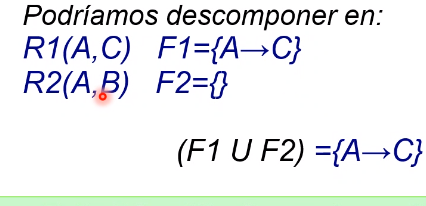 Podríamos descomponer en:
R1(A,C) F1={A→C}
R2(A,B) F2={}
(F1 U F2) ={A→C}